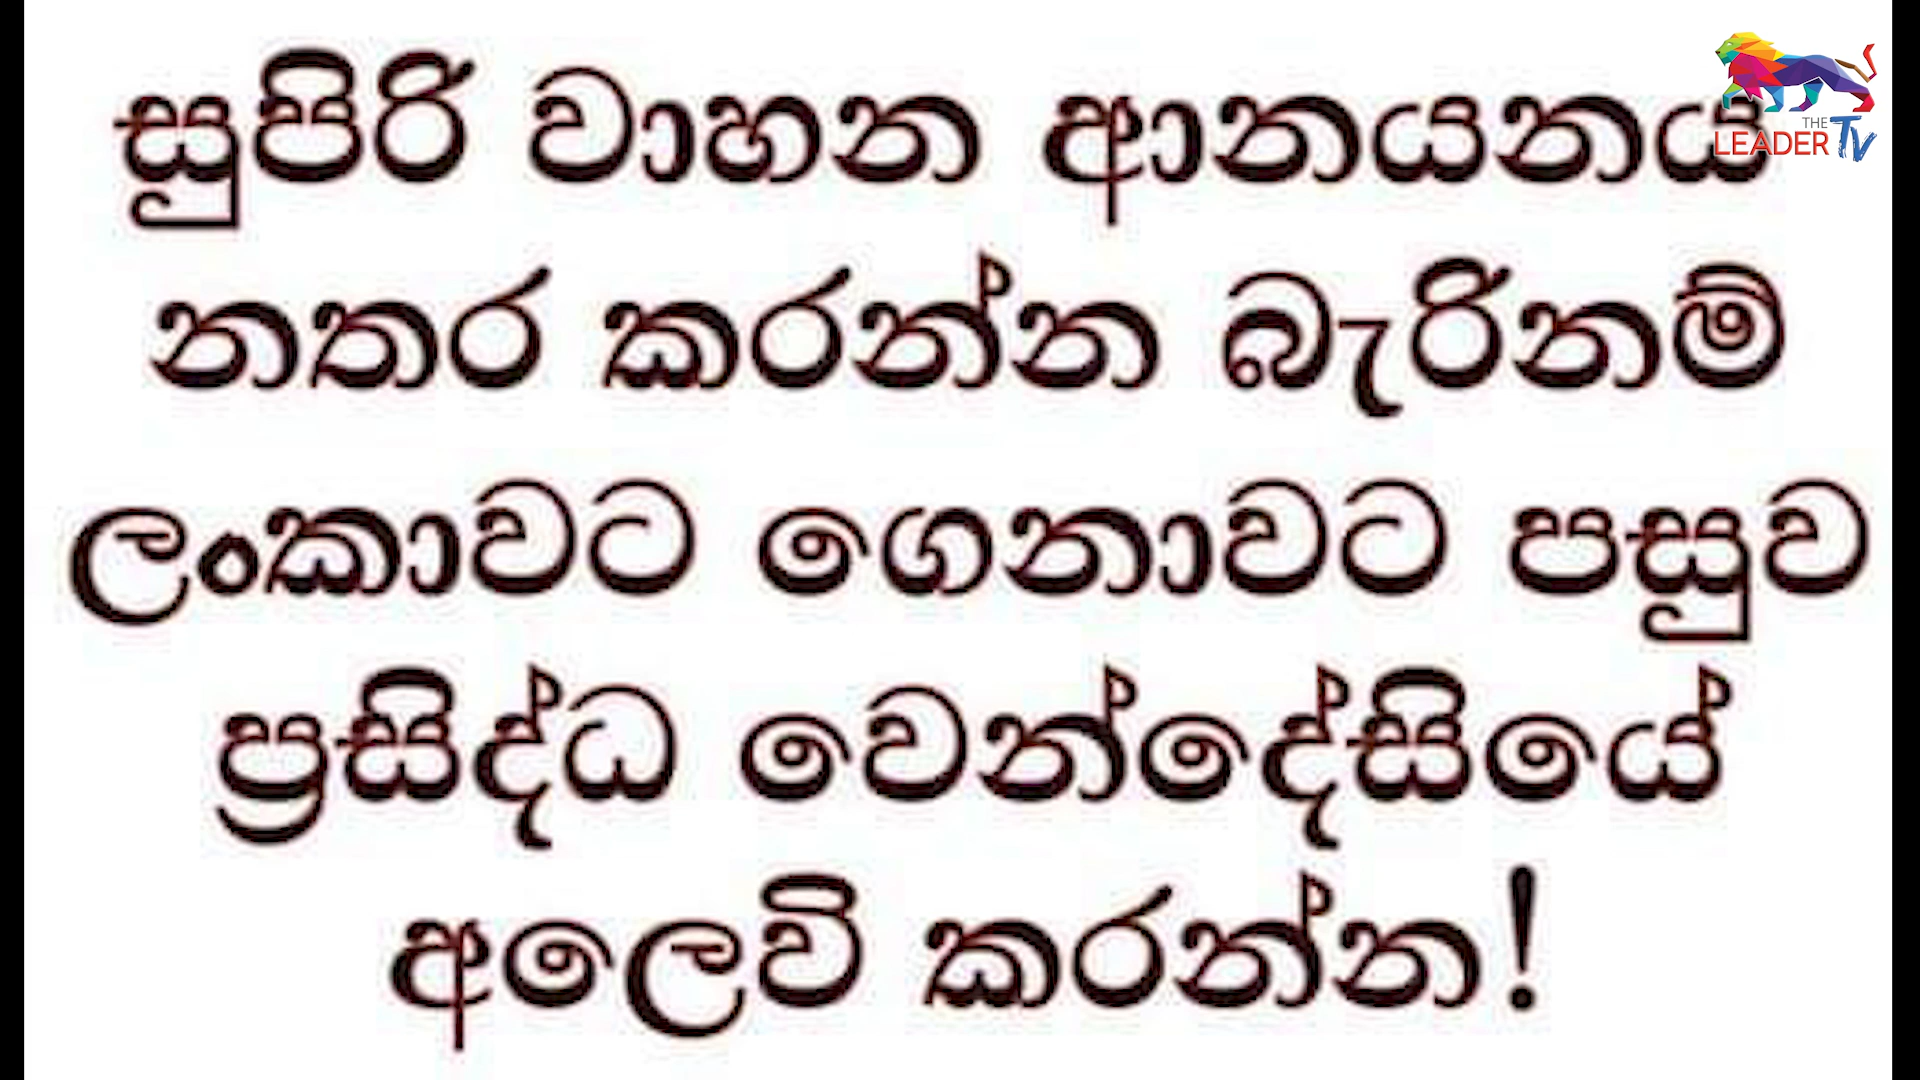 සුපිරි වාහන ආනයනය
නතර කරන්න බැරිනම්
ලංකාවට ගෙනාවට පසුව
ප්‍රසිද්ධ වෙන්දේසියේ
අලෙවි කරන්න!
THE
LEADER TV